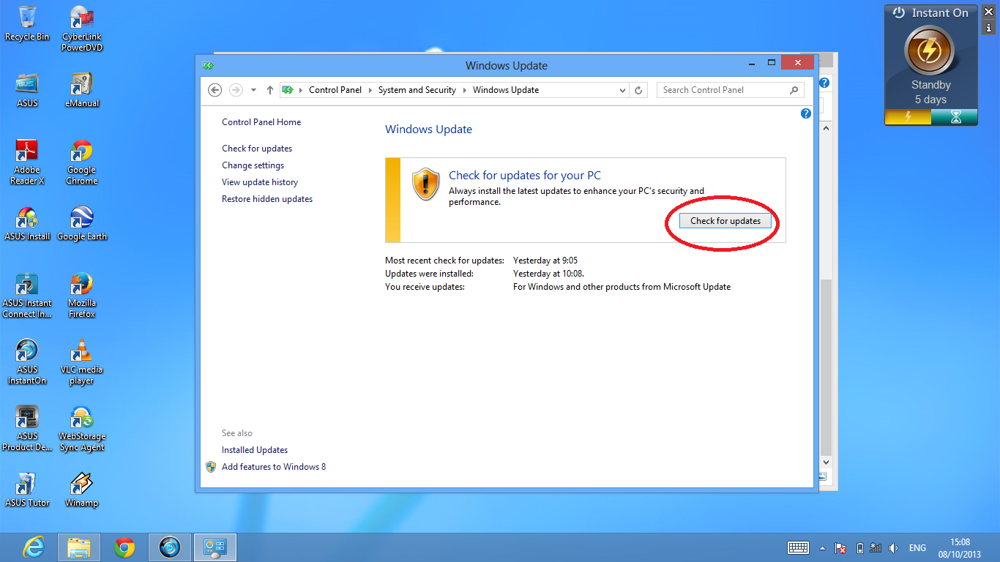 Recycle Bin
CyberLink
PowerDVD
ASUS
eManual
Adobe
Reader X
Google
Chrome
ASUS Install
Google Earth
ASUS Instant
Connect In...
Mozilla
Firefox
ASUS
InstantOn
VLC media
player
ASUS
Product De...
WebStorage
Sync Agent
ASUS Tutor
Winamp
Windows Update
Control Panel
System and Security
Windows Update
Search Control Panel
Control Panel Home
Check for updates
Change settings
View update history
Restore hidden updates
See also
Installed Updates
Add features to Windows 8
Windows Update
Check for updates for your PC
Always install the latest updates to enhance your PC's security and
performance.
Check for updates
Most recent check for updates: Yesterday at 9:05
Updates were installed: Yesterday at 10:08.
You receive updates: For Windows and other products from Microsoft Update
Instant On
Standby
5 days
ENG
15:08
08/10/2013